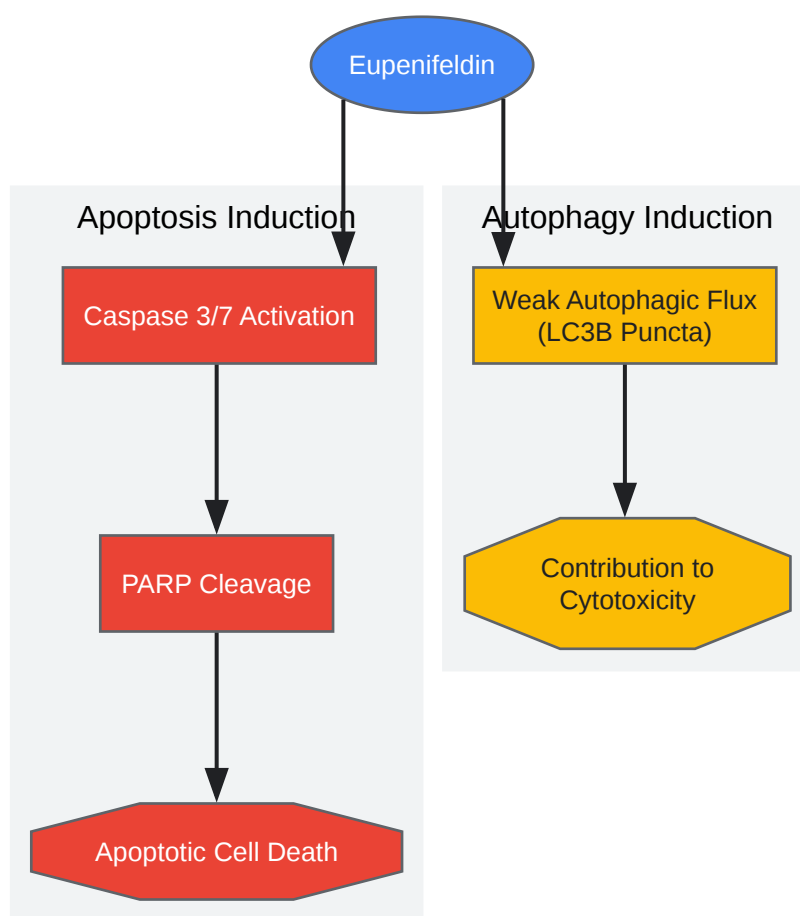 Eupenifeldin
Apoptosis Induction
Caspase 3/7 Activation
PARP Cleavage
Apoptotic Cell Death
Autophagy Induction
Weak Autophagic Flux
(LC3B Puncta)
Contribution to
Cytotoxicity